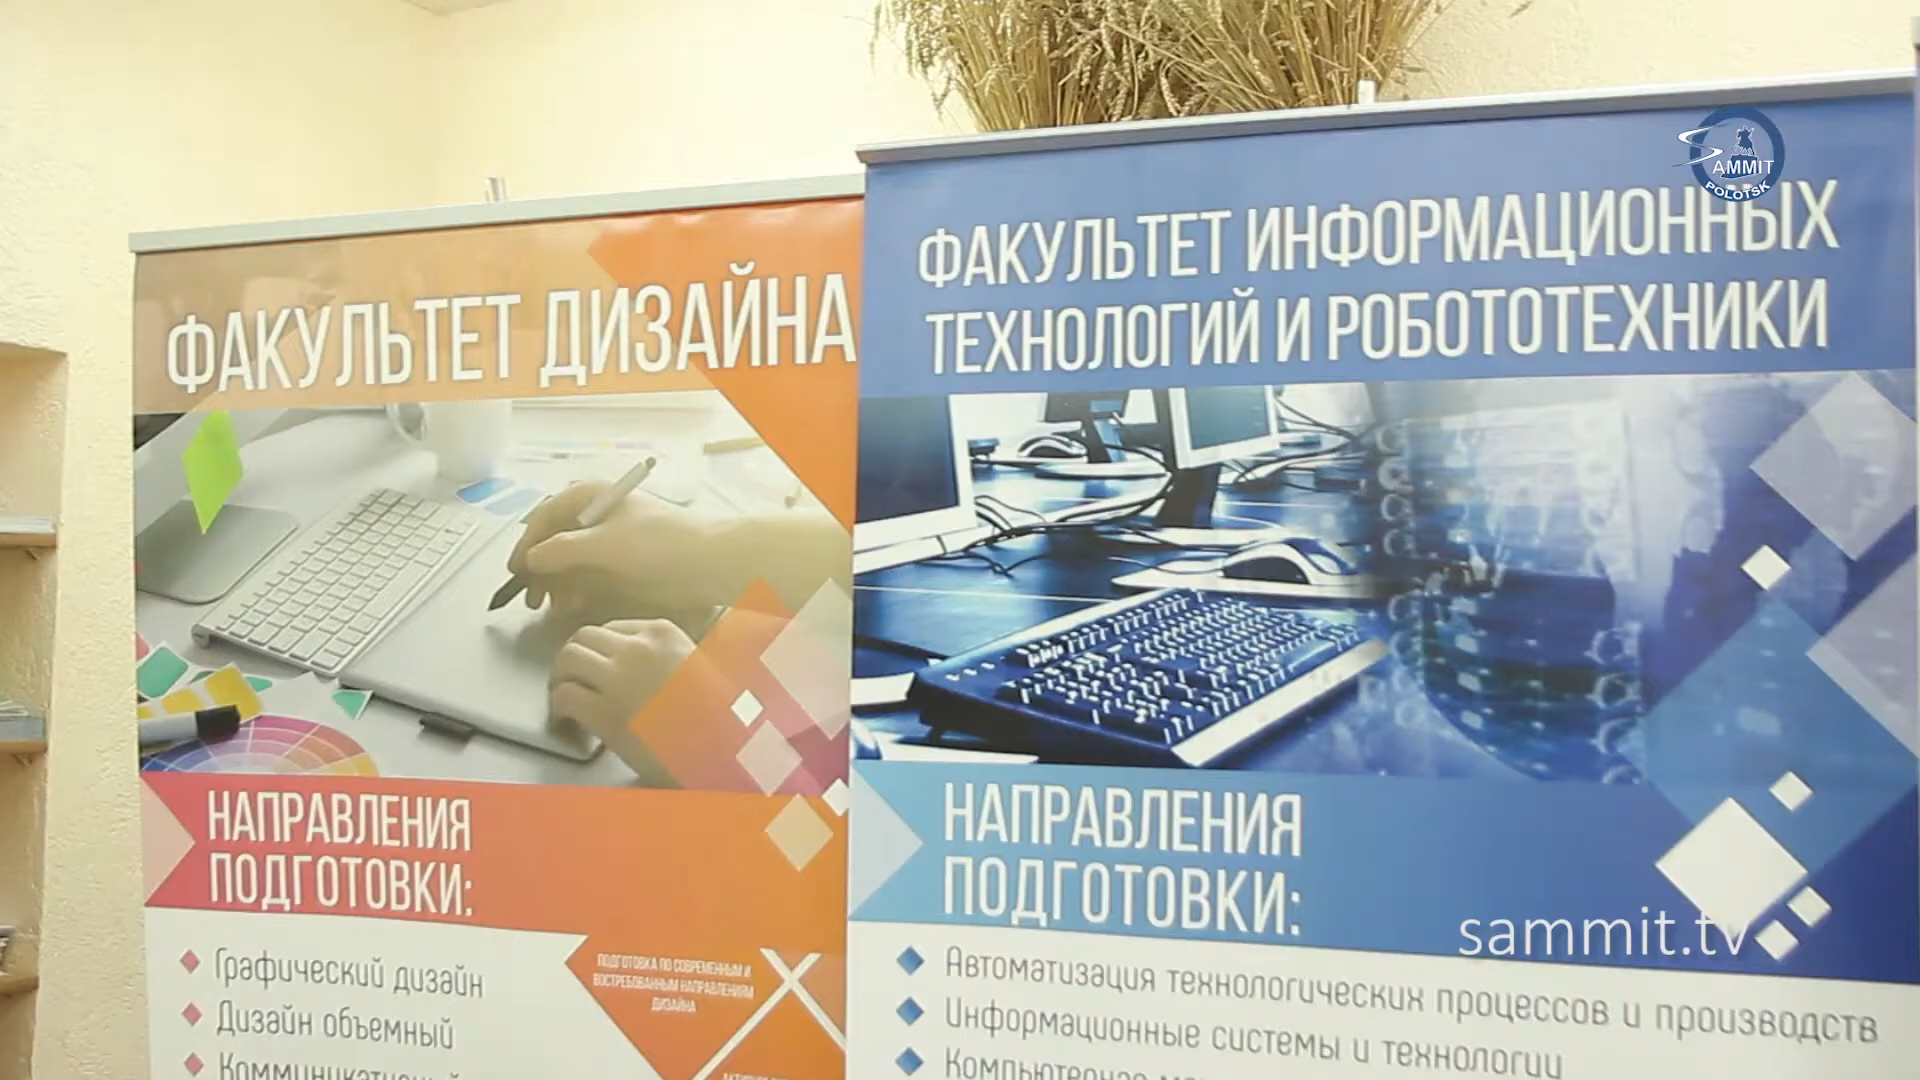 ФАКУЛЬТЕТ ДИЗАЙНА
НАПРАВЛЕНИЯ
ПОДГОТОВКИ:
Графический дизайн
Дизайн объемный
ПОДГОТОВКА ПО СОВРЕМЕННЫМ И
ВОСТРЕБОВАННЫМ НАПРАВЛЕНИЯМ
ДИЗАЙНА
ФАКУЛЬТЕТ ИНФОРМАЦИОННЫХ
ТЕХНОЛОГИЙ И РОБОТОТЕХНИКИ
НАПРАВЛЕНИЯ
ПОДГОТОВКИ:
Автоматизация технологических процессов и производств
Информационные системы и технологии
SAMMIT
POLOTSK
sammit.tv